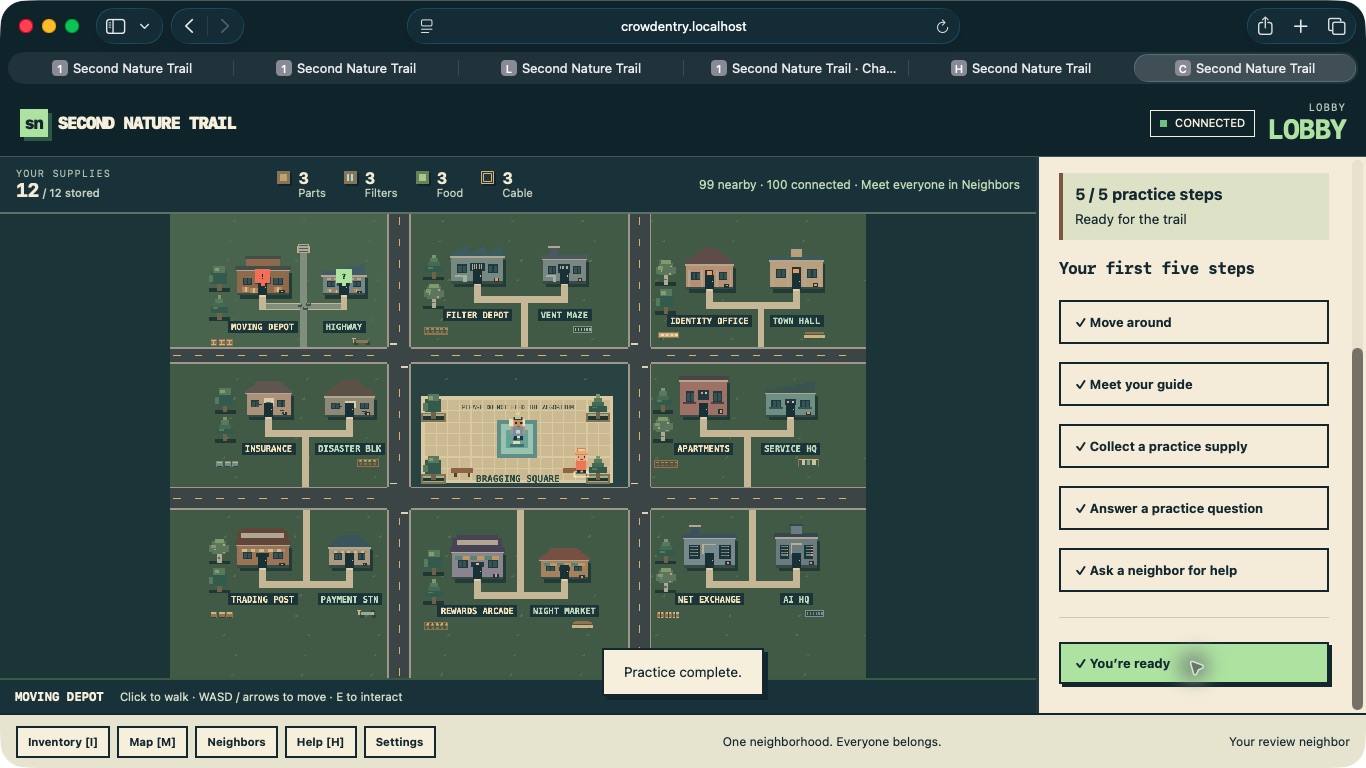 crowdentry.localhost
1 Second Nature Trail
1 Second Nature Trail
L Second Nature Trail
1 Second Nature Trail · Cha...
H Second Nature Trail
C Second Nature Trail
sn SECOND NATURE TRAIL
CONNECTED
LOBBY
LOBBY
YOUR SUPPLIES
12 / 12 stored
3 Parts
3 Filters
3 Food
3 Cable
99 nearby · 100 connected · Meet everyone in Neighbors
! ?
MOVING DEPOT
HIGHWAY
FILTER DEPOT
VENT MAZE
IDENTITY OFFICE
TOWN HALL
INSURANCE
DISASTER BLK
BRAGGING SQUARE
APARTMENTS
SERVICE HQ
TRADING POST
PAYMENT STN
REWARDS ARCADE
NIGHT MARKET
NET EXCHANGE
AI HQ
Practice complete.
MOVING DEPOT Click to walk · WASD / arrows to move · E to interact
5 / 5 practice steps
Ready for the trail
Your first five steps
✓ Move around
✓ Meet your guide
✓ Collect a practice supply
✓ Answer a practice question
✓ Ask a neighbor for help
✓ You're ready
Inventory [I]
Map [M]
Neighbors
Help [H]
Settings
One neighborhood. Everyone belongs.
Your review neighbor